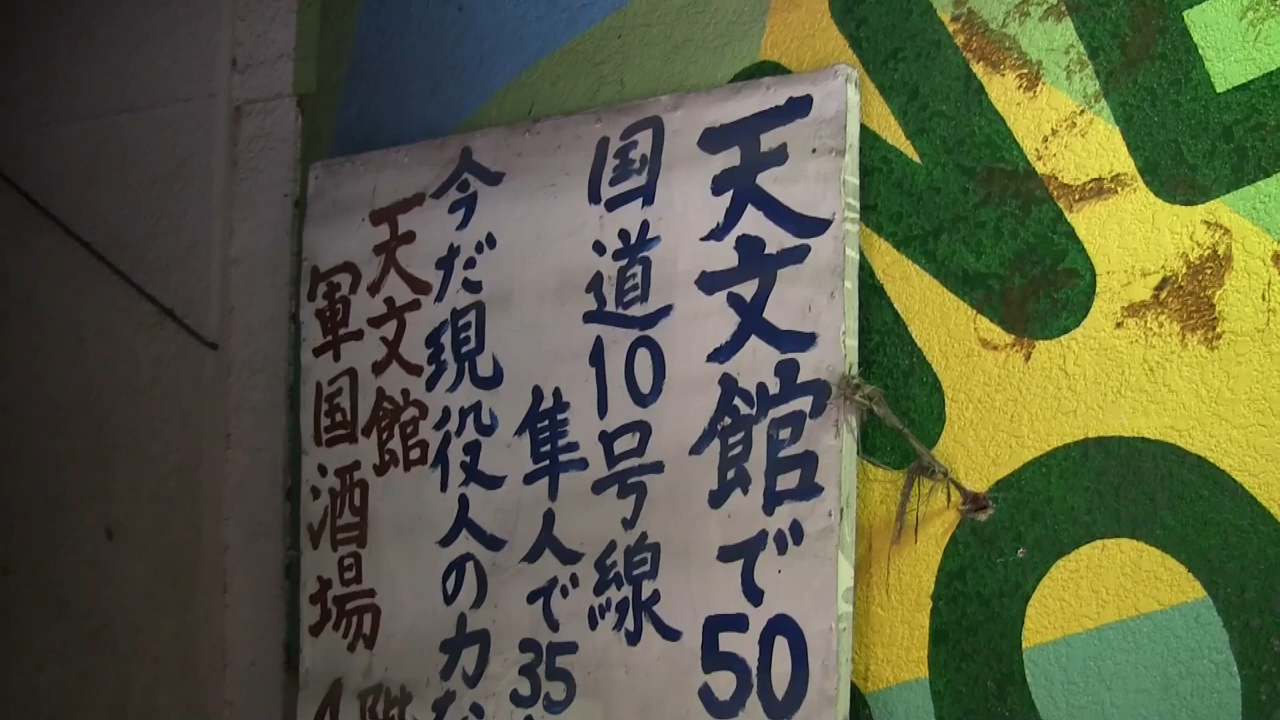 天文館で50
国道10号線
隼人で35
今だ現役人の力
天文館
軍国酒場
階